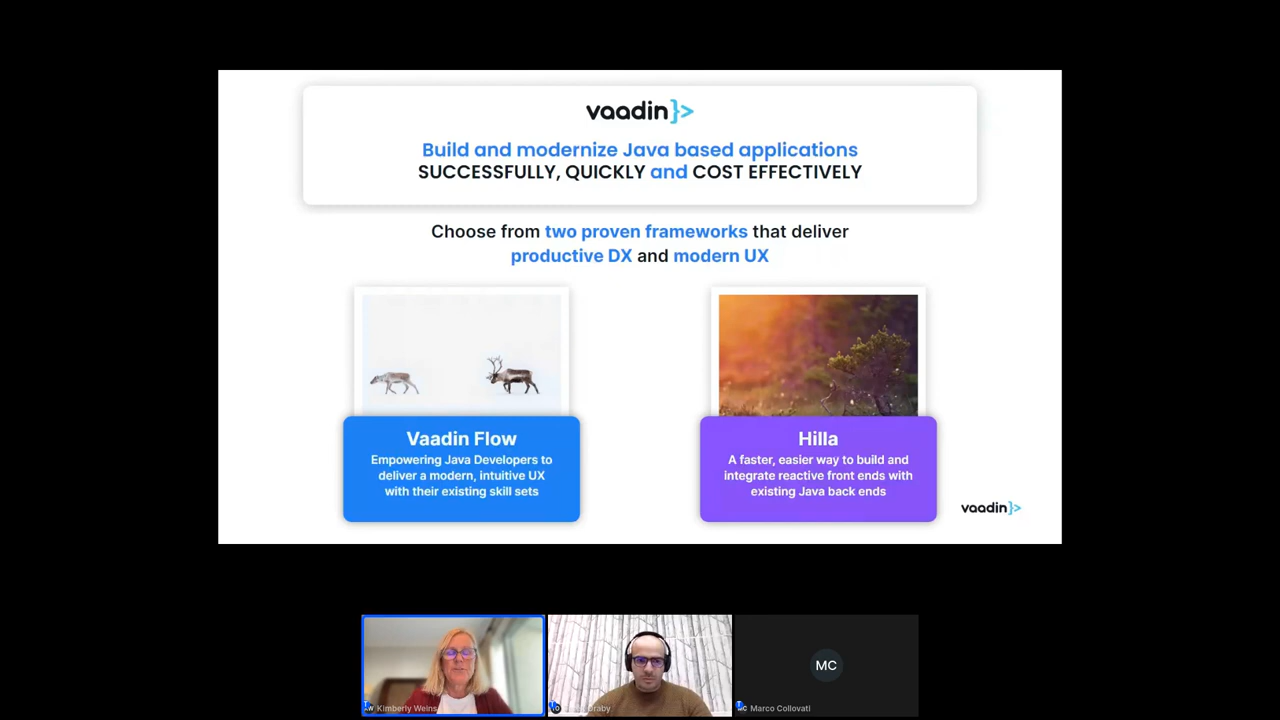 vaadin}>
Build and modernize Java based applications
SUCCESSFULLY, QUICKLY and COST EFFECTIVELY
Choose from two proven frameworks that deliver
productive DX and modern UX
Vaadin Flow
Empowering Java Developers to
deliver a modern, intuitive UX
with their existing skill sets
Hilla
A faster, easier way to build and
integrate reactive front ends with
existing Java back ends
vaadin}>
MC
Kimberly Weins
Marco Collovati